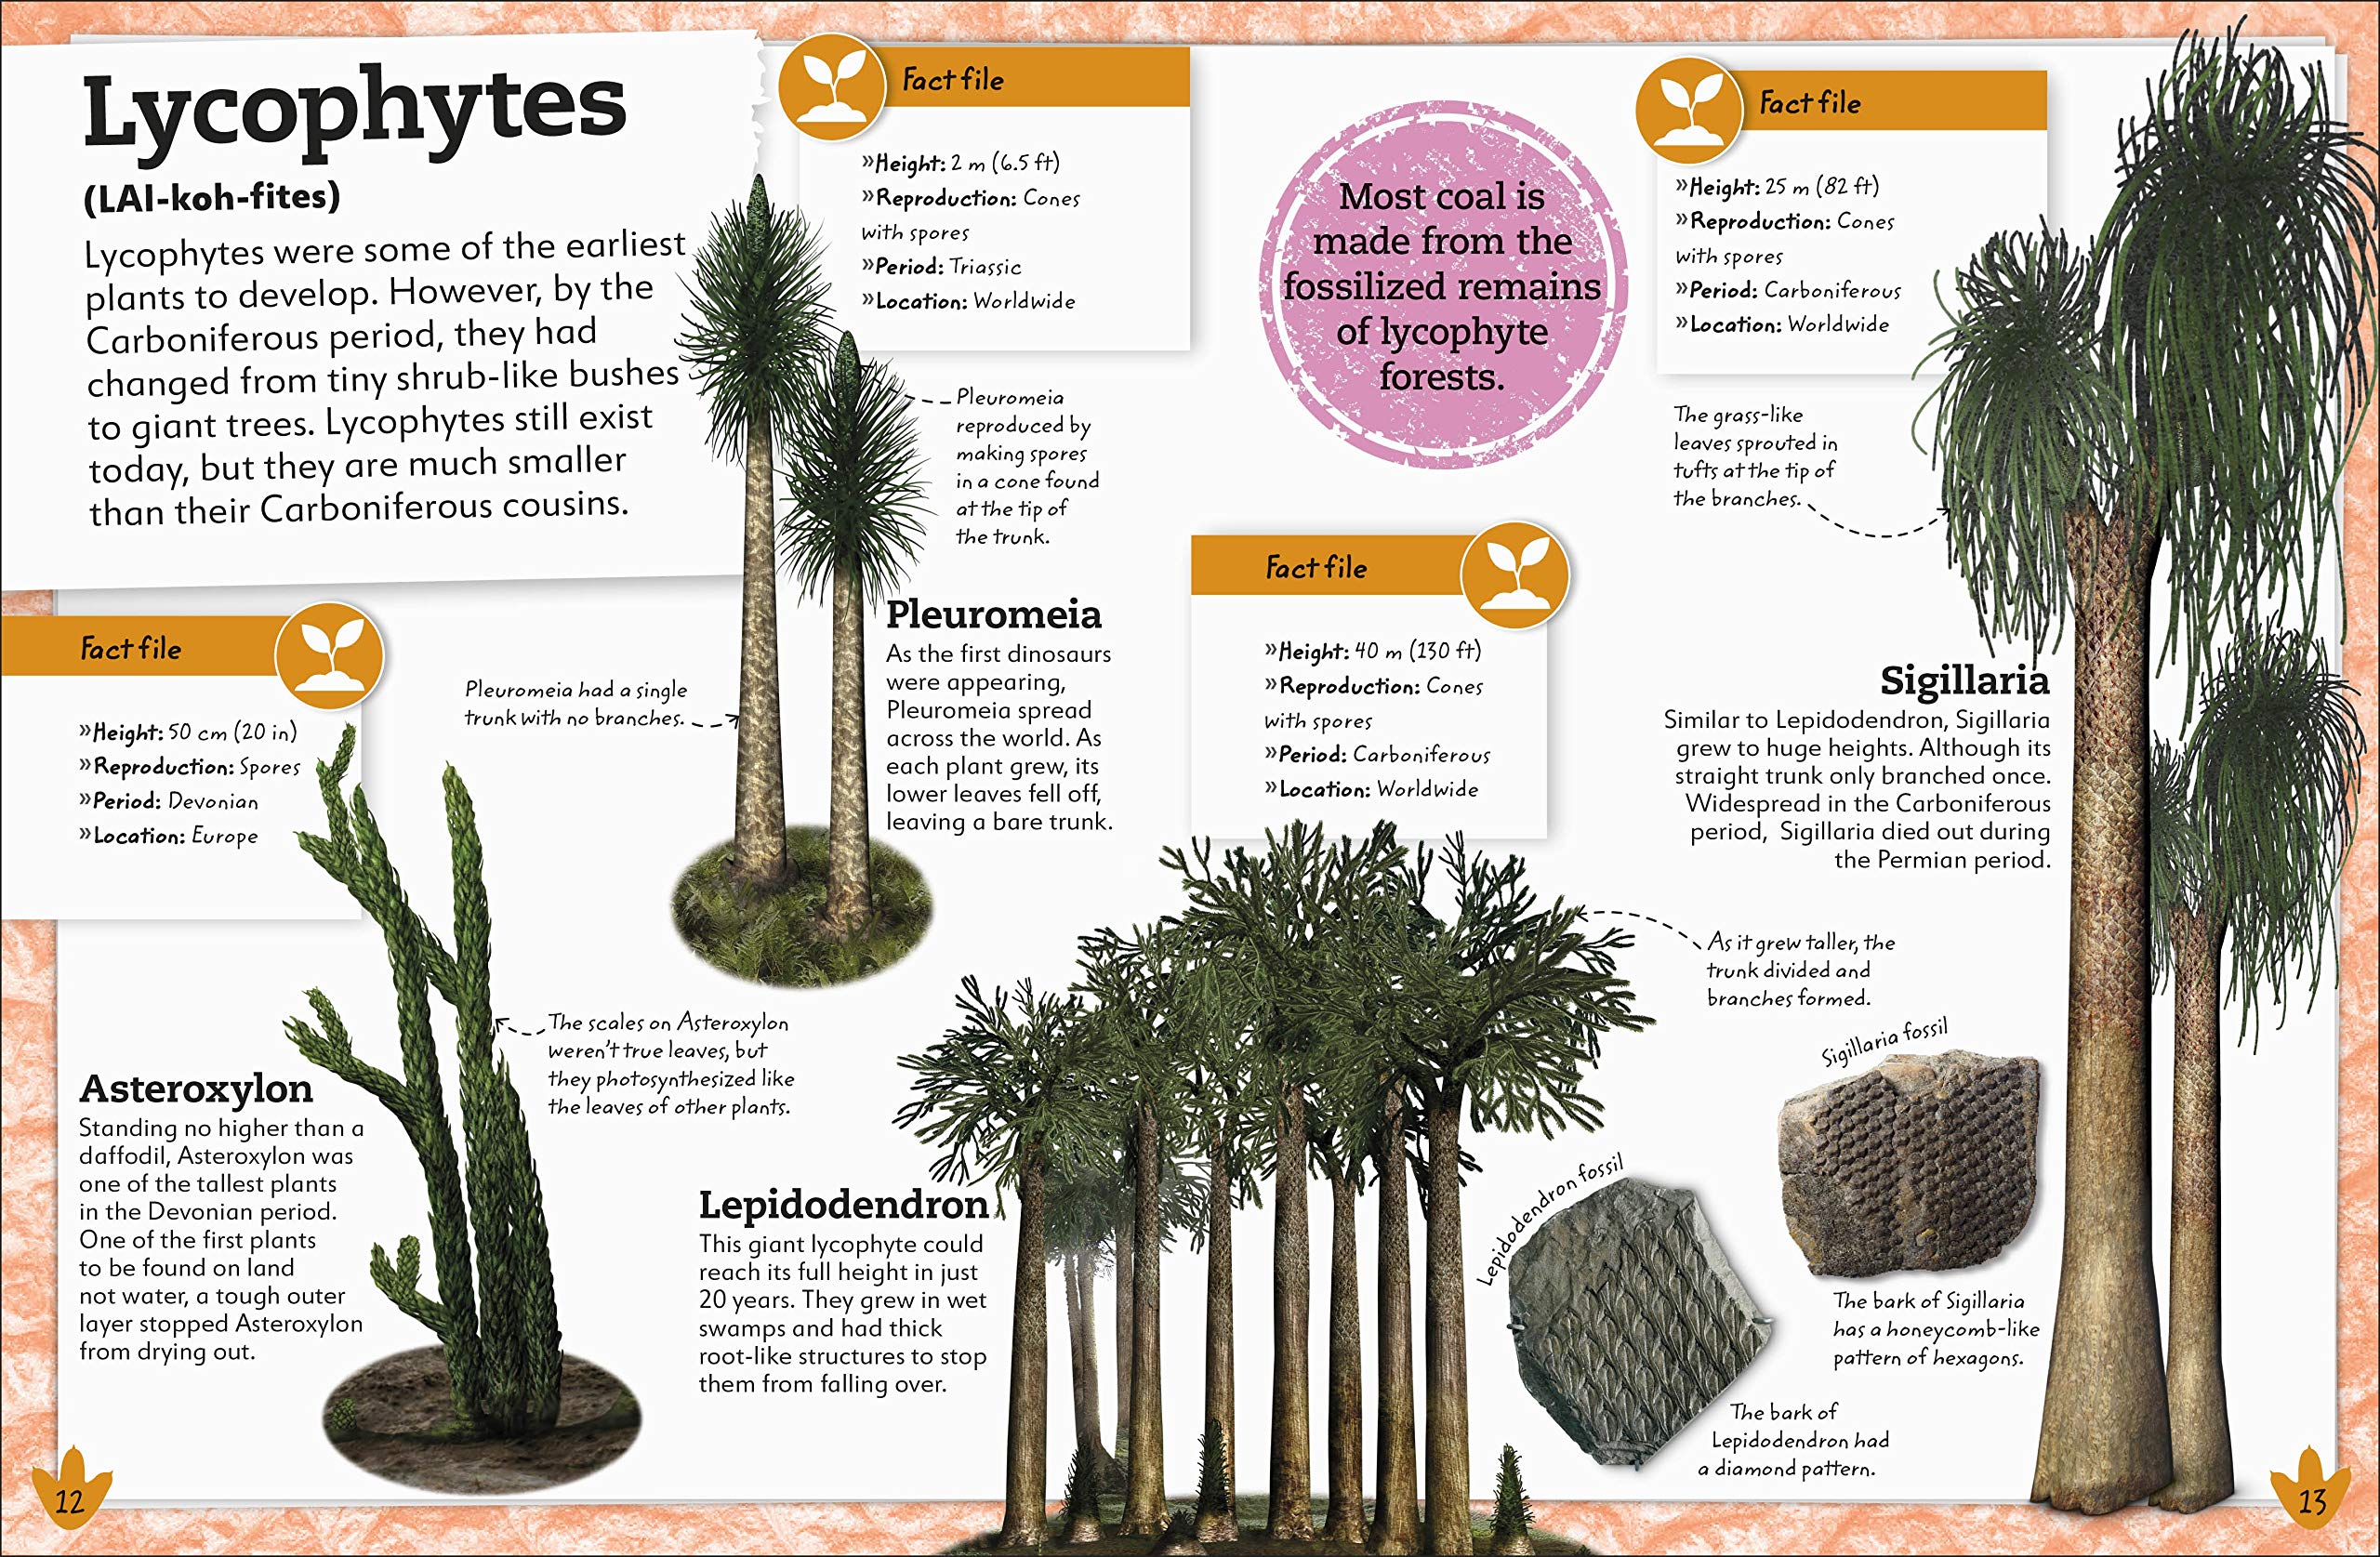 Lycophytes
(LAI-koh-fites)
Lycophytes were some of the earliest
plants to develop. However, by the
Carboniferous period, they had
changed from tiny shrub-like bushes
to giant trees. Lycophytes still exist
today, but they are much smaller
than their Carboniferous cousins.
Fact file
»Height: 2 m (6.5 ft)
»Reproduction: Cones
with spores
»Period: Triassic
»Location: Worldwide
Pleuromeia
reproduced by
making spores
in a cone found
at the tip of
the trunk.
Pleuromeia had a single
trunk with no branches.
Pleuromeia
As the first dinosaurs
were appearing,
Pleuromeia spread
across the world. As
each plant grew, its
lower leaves fell off,
leaving a bare trunk.
Fact file
»Height: 50 cm (20 in)
»Reproduction: Spores
»Period: Devonian
»Location: Europe
The scales on Asteroxylon
weren't true leaves, but
they photosynthesized like
the leaves of other plants.
Asteroxylon
Standing no higher than a
daffodil, Asteroxylon was
one of the tallest plants
in the Devonian period.
One of the first plants
to be found on land
not water, a tough outer
layer stopped Asteroxylon
from drying out.
12
Most coal is
made from the
fossilized remains
of lycophyte
forests.
Fact file
»Height: 40 m (130 ft)
»Reproduction: Cones
with spores
»Period: Carboniferous
»Location: Worldwide
As it grew taller, the
trunk divided and
branches formed.
Lepidodendron
This giant lycophyte could
reach its full height in just
20 years. They grew in wet
swamps and had thick
root-like structures to stop
them from falling over.
Lepidodendron fossil
The bark of
Lepidodendron had
a diamond pattern.
Fact file
»Height: 25 m (82 ft)
»Reproduction: Cones
with spores
»Period: Carboniferous
»Location: Worldwide
The grass-like
leaves sprouted in
tufts at the tip of
the branches.
Sigillaria
Similar to Lepidodendron, Sigillaria
grew to huge heights. Although its
straight trunk only branched once.
Widespread in the Carboniferous
period, Sigillaria died out during
the Permian period.
Sigillaria fossil
The bark of Sigillaria
has a honeycomb-like
pattern of hexagons.
13